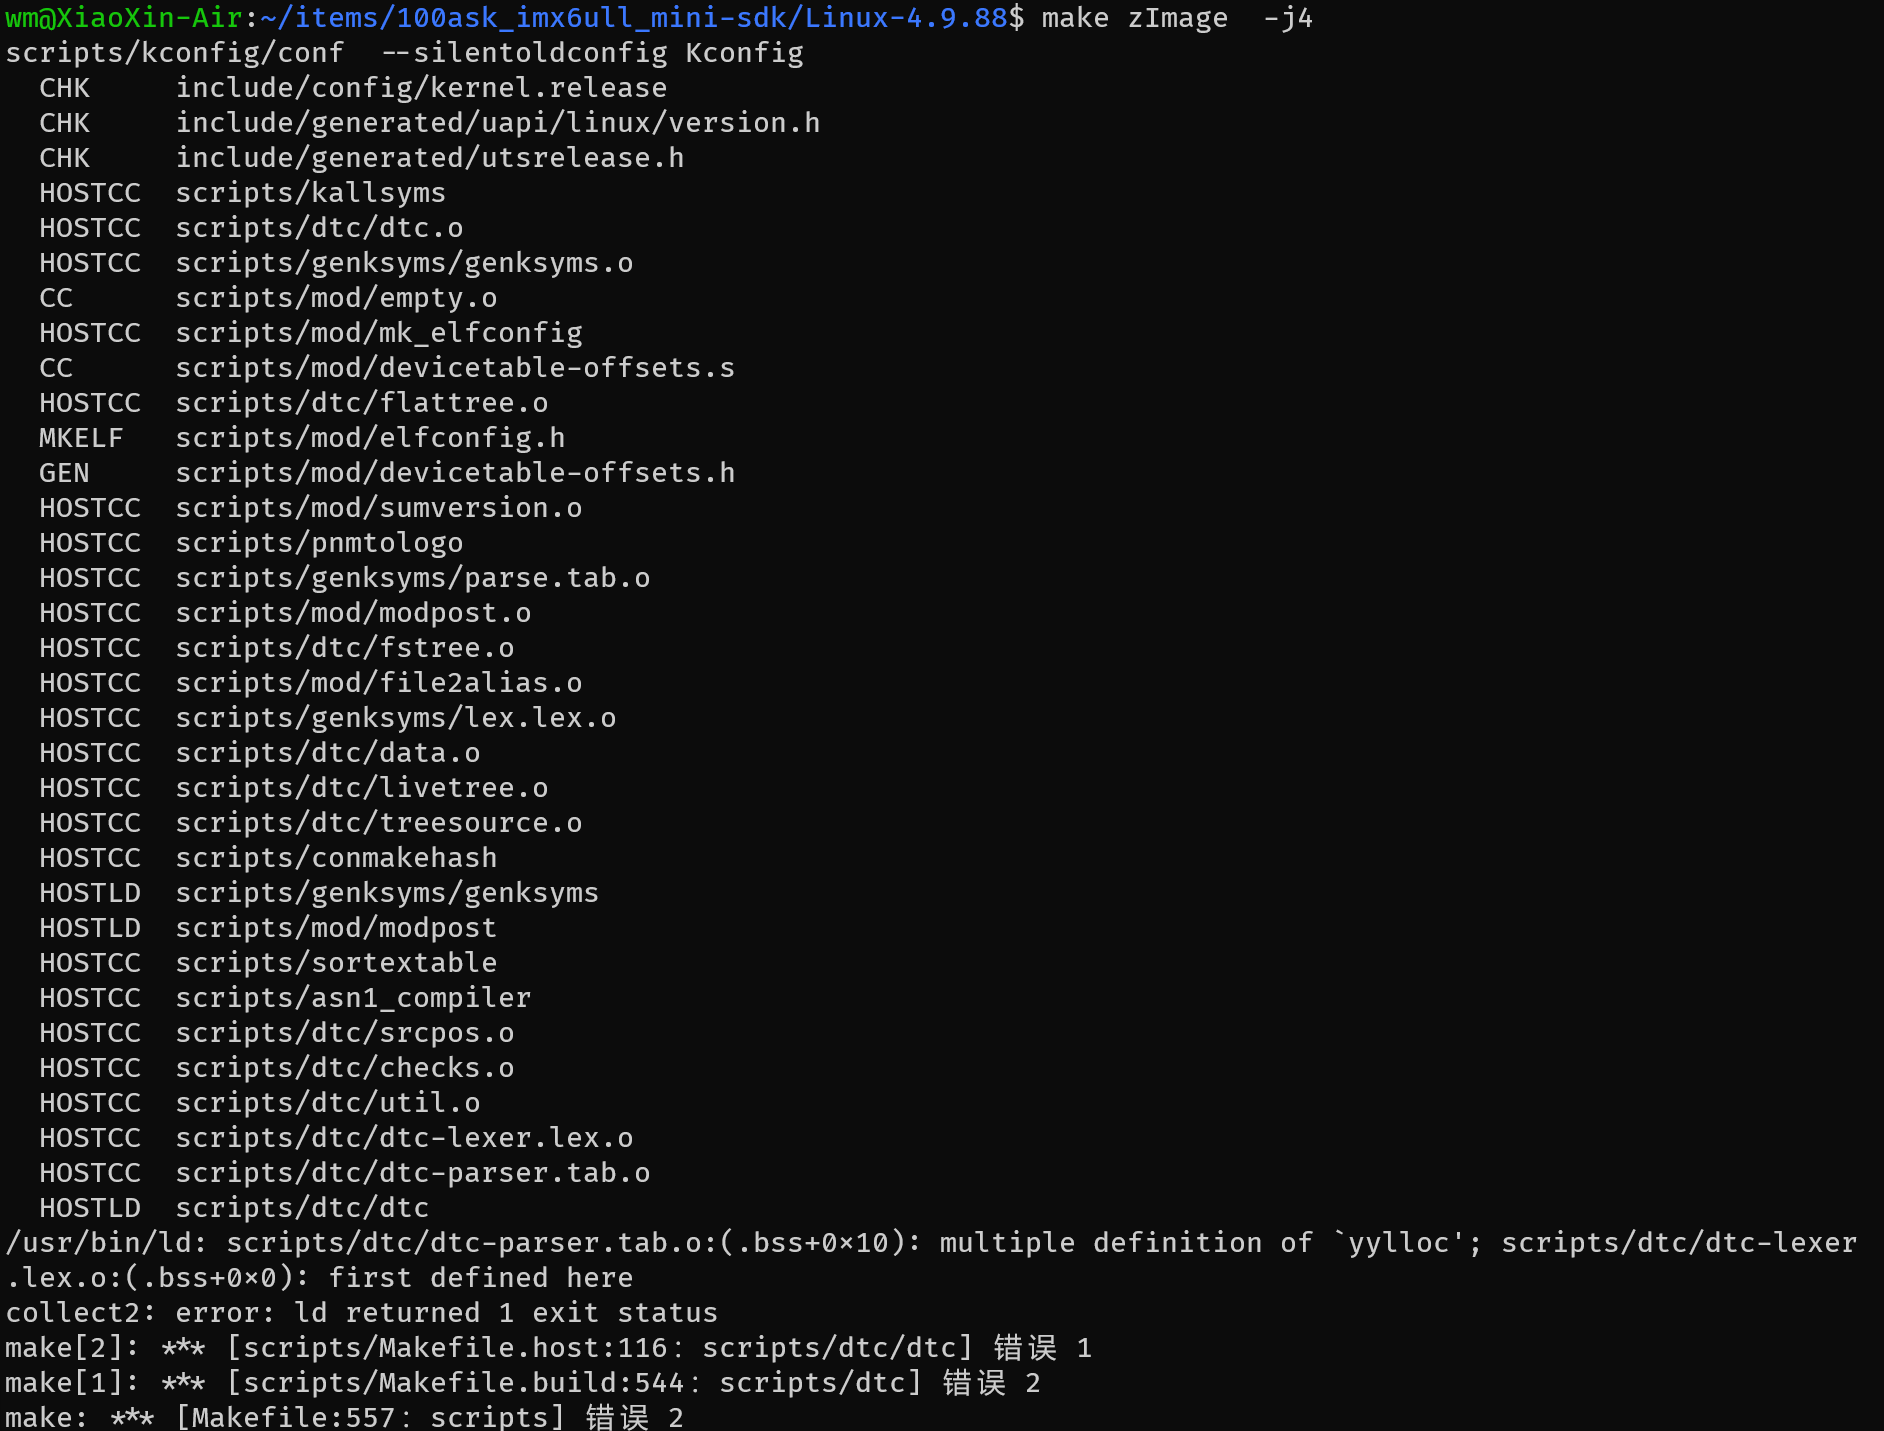 wm@XiaoXin-Air:~/items/100ask_imx6ull_mini-sdk/Linux-4.9.88$ make zImage  -j4
scripts/kconfig/conf  --silentoldconfig Kconfig
  CHK     include/config/kernel.release
  CHK     include/generated/uapi/linux/version.h
  CHK     include/generated/utsrelease.h
  HOSTCC  scripts/kallsyms
  HOSTCC  scripts/dtc/dtc.o
  HOSTCC  scripts/genksyms/genksyms.o
  CC      scripts/mod/empty.o
  HOSTCC  scripts/mod/mk_elfconfig
  CC      scripts/mod/devicetable-offsets.s
  HOSTCC  scripts/dtc/flattree.o
  MKELF   scripts/mod/elfconfig.h
  GEN     scripts/mod/devicetable-offsets.h
  HOSTCC  scripts/mod/sumversion.o
  HOSTCC  scripts/pnmtologo
  HOSTCC  scripts/genksyms/parse.tab.o
  HOSTCC  scripts/mod/modpost.o
  HOSTCC  scripts/dtc/fstree.o
  HOSTCC  scripts/mod/file2alias.o
  HOSTCC  scripts/genksyms/lex.lex.o
  HOSTCC  scripts/dtc/data.o
  HOSTCC  scripts/dtc/livetree.o
  HOSTCC  scripts/dtc/treesource.o
  HOSTCC  scripts/conmakehash
  HOSTLD  scripts/genksyms/genksyms
  HOSTLD  scripts/mod/modpost
  HOSTCC  scripts/sortextable
  HOSTCC  scripts/asn1_compiler
  HOSTCC  scripts/dtc/srcpos.o
  HOSTCC  scripts/dtc/checks.o
  HOSTCC  scripts/dtc/util.o
  HOSTCC  scripts/dtc/dtc-lexer.lex.o
  HOSTCC  scripts/dtc/dtc-parser.tab.o
  HOSTLD  scripts/dtc/dtc
/usr/bin/ld: scripts/dtc/dtc-parser.tab.o:(.bss+0x10): multiple definition of `yylloc'; scripts/dtc/dtc-lexer
.lex.o:(.bss+0x0): first defined here
collect2: error: ld returned 1 exit status
make[2]: *** [scripts/Makefile.host:116：scripts/dtc/dtc] 错误 1
make[1]: *** [scripts/Makefile.build:544：scripts/dtc] 错误 2
make: *** [Makefile:557：scripts] 错误 2